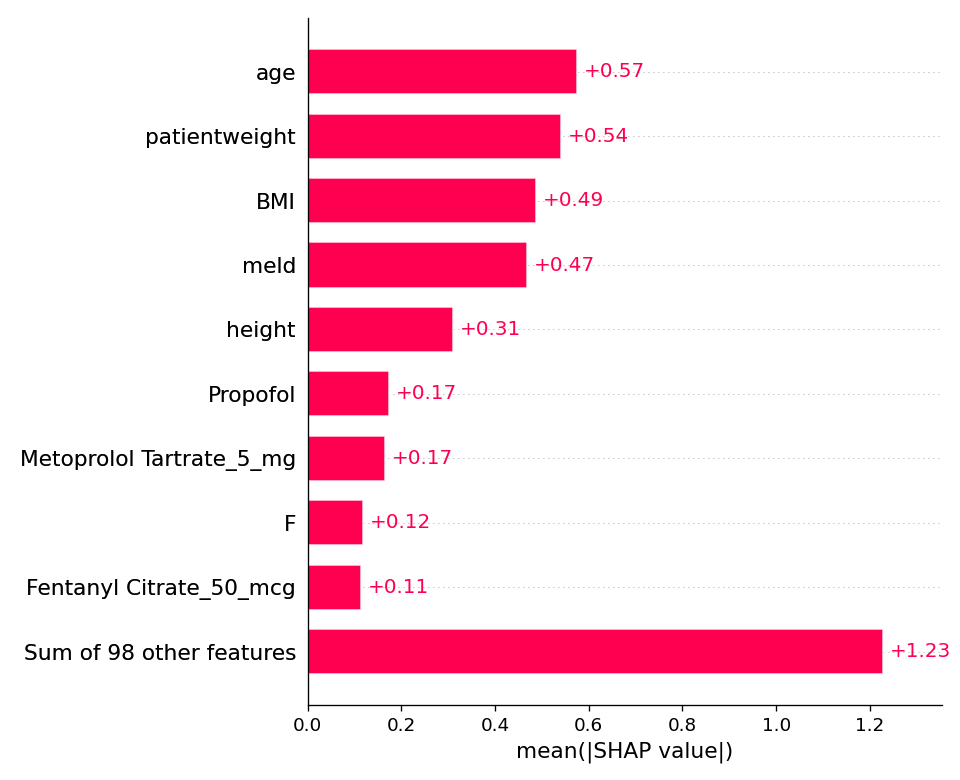 age +0.57
patientweight +0.54
BMI +0.49
meld +0.47
height +0.31
Propofol +0.17
Metoprolol Tartrate_5_mg +0.17
F +0.12
Fentanyl Citrate_50_mcg +0.11
Sum of 98 other features +1.23
0.0 0.2 0.4 0.6 0.8 1.0 1.2
mean(|SHAP value|)